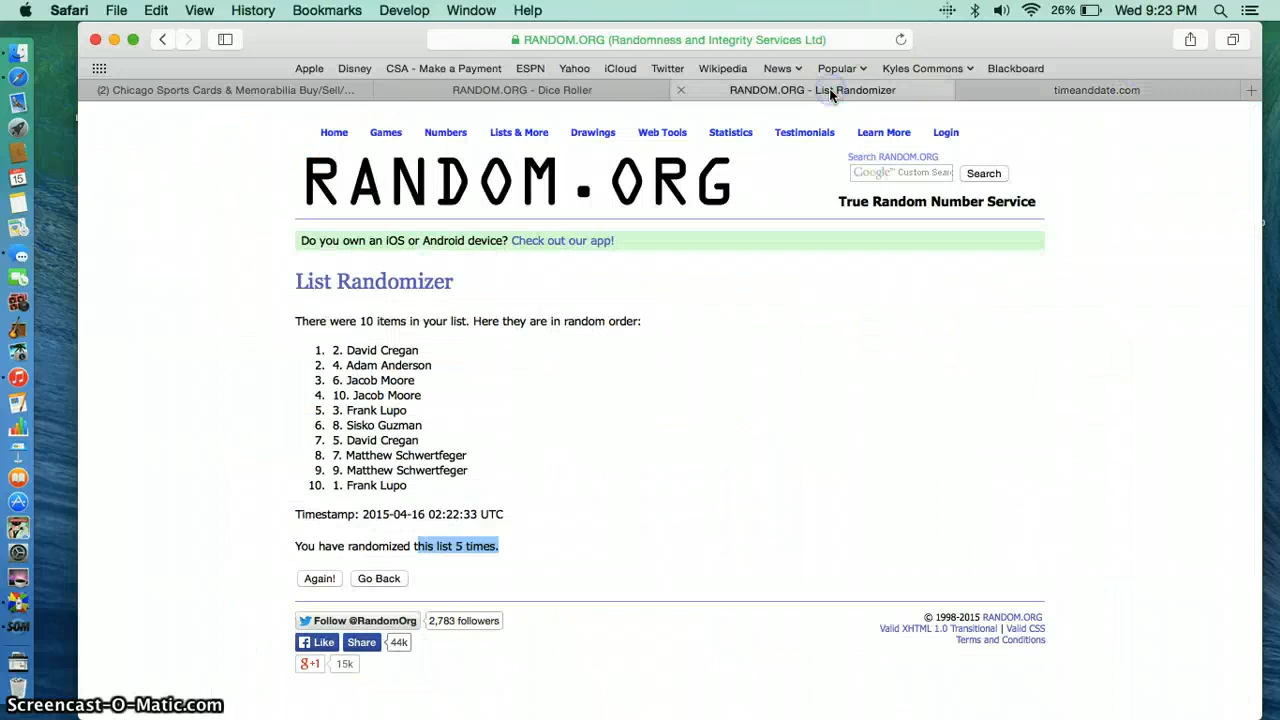 Safari File Edit View History Bookmarks Develop Window Help 26% Wed 9:23 PM
RANDOM.ORG (Randomness and Integrity Services Ltd)
Apple Disney CSA - Make a Payment ESPN Yahoo iCloud Twitter Wikipedia News Popular Kyles Commons Blackboard
(2) Chicago Sports Cards & Memorabilia Buy/Sell/... RANDOM.ORG - Dice Roller RANDOM.ORG - List Randomizer timeanddate.com
Home Games Numbers Lists & More Drawings Web Tools Statistics Testimonials Learn More Login
Search RANDOM.ORG
RANDOM.ORG
Google™ Custom Sear Search
True Random Number Service
Do you own an iOS or Android device? Check out our app!
List Randomizer
There were 10 items in your list. Here they are in random order:
1. 2. David Cregan
2. 4. Adam Anderson
3. 6. Jacob Moore
4. 10. Jacob Moore
5. 3. Frank Lupo
6. 8. Sisko Guzman
7. 5. David Cregan
8. 7. Matthew Schwertfeger
9. 9. Matthew Schwertfeger
10. 1. Frank Lupo
Timestamp: 2015-04-16 02:22:33 UTC
You have randomized this list 5 times.
Again! Go Back
Follow @RandomOrg 2,783 followers
Like Share 44k
g+1 15k
© 1998-2015 RANDOM.ORG
Valid XHTML 1.0 Transitional | Valid CSS
Terms and Conditions
15
SOM
Screencast-O-Matic.com